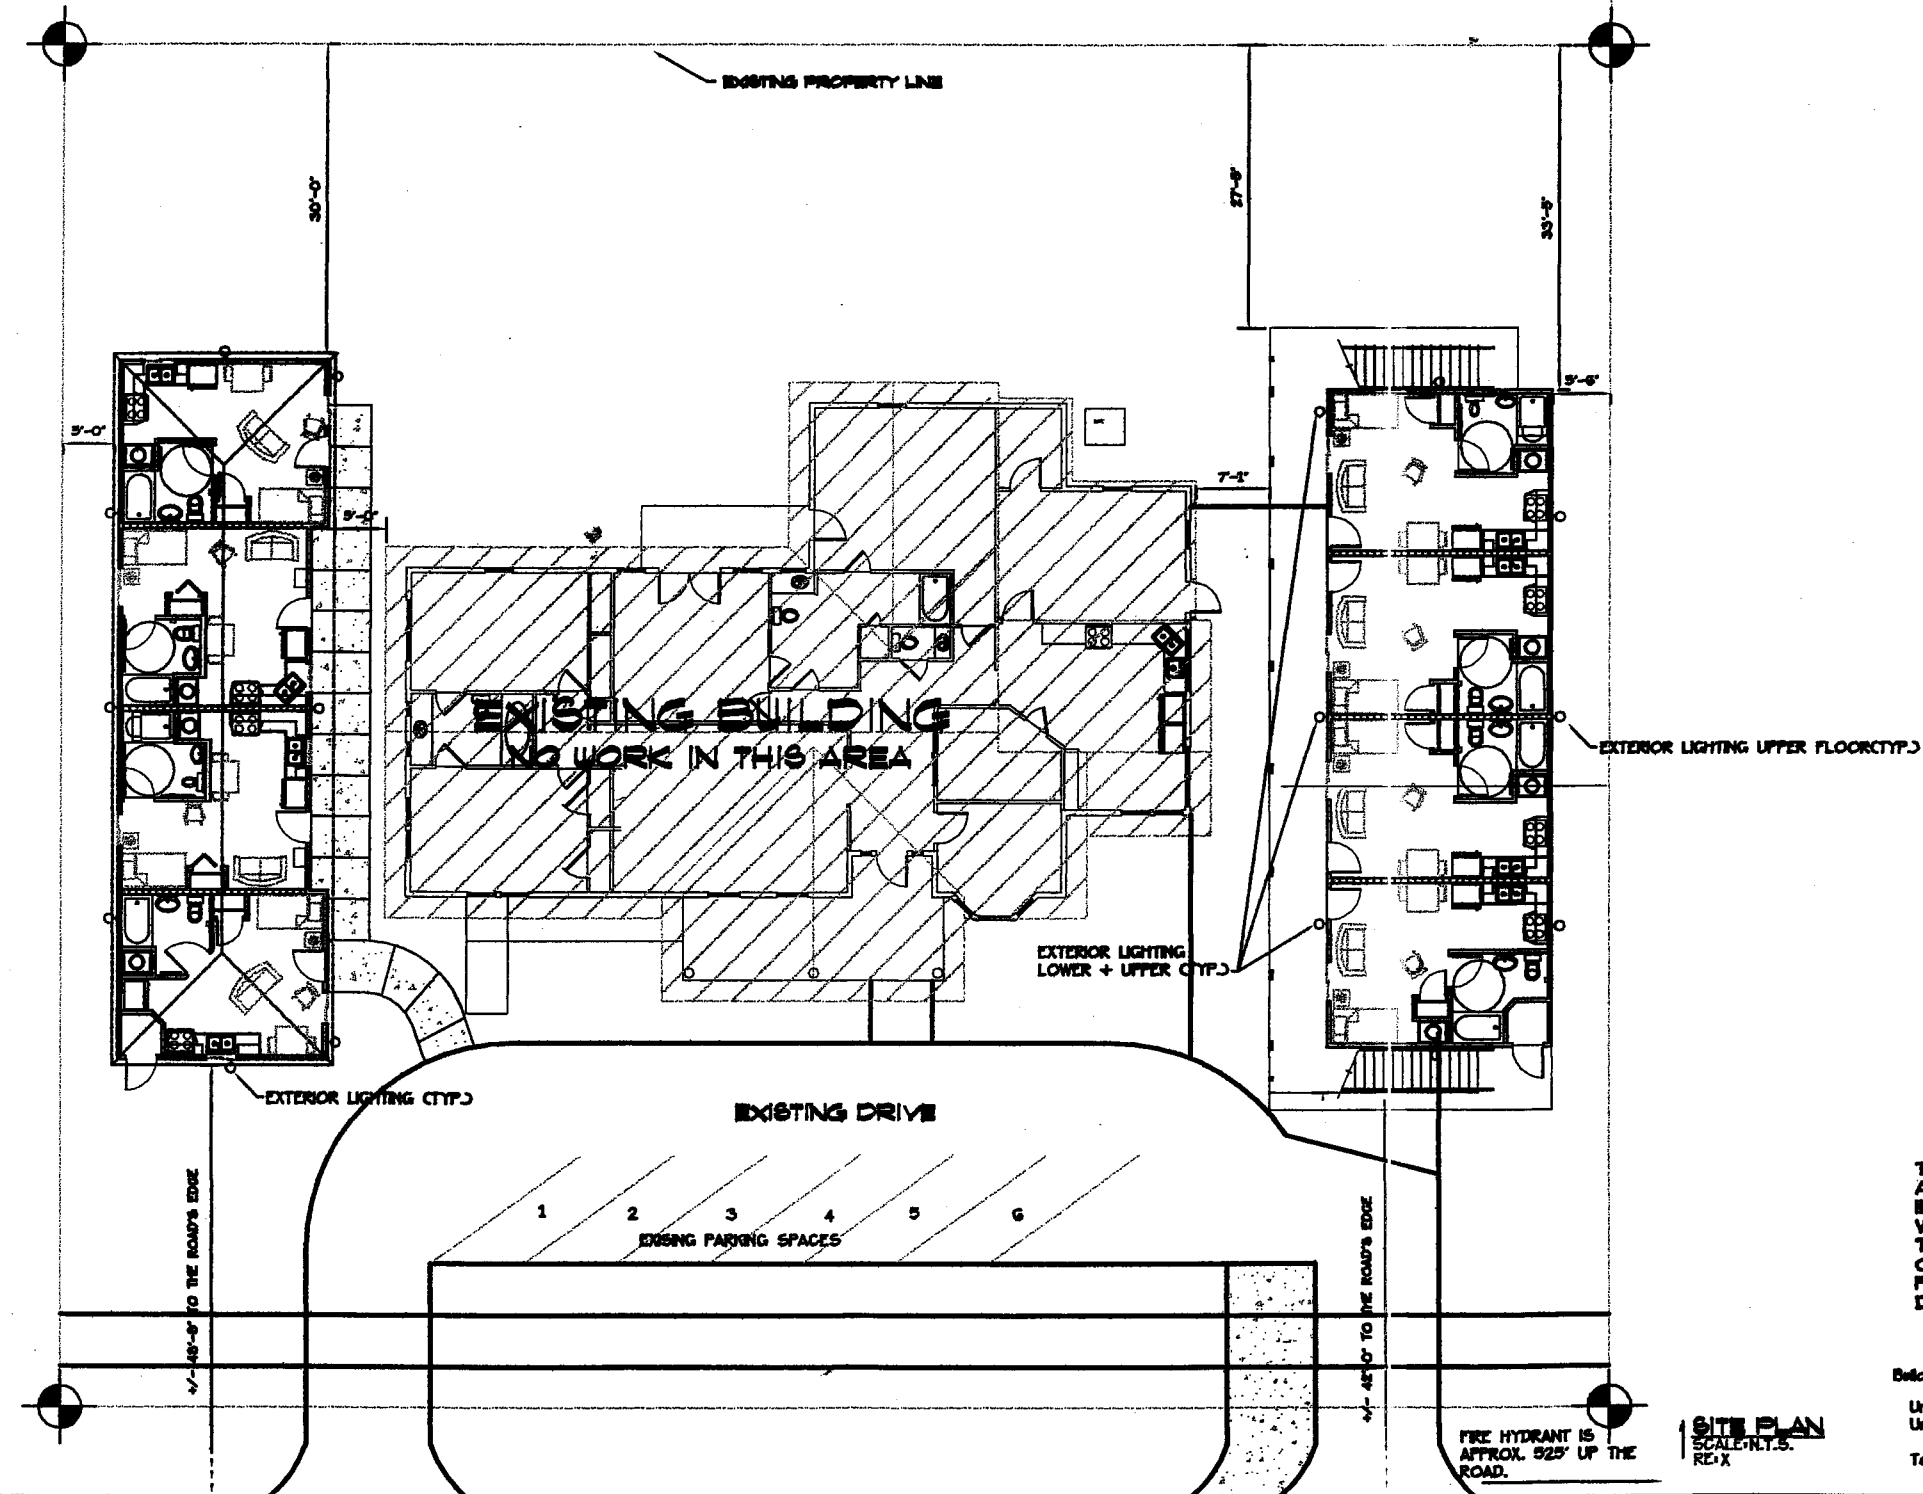 EXISTING PROPERTY LINE
30'-0"
27'-8"
33'-5"
5'-0"
5'-6"
7'-1"
5'-0"
EXISTING BUILDING
NO WORK IN THIS AREA
EXTERIOR LIGHTING UPPER FLOOR(TYP.)
EXTERIOR LIGHTING
LOWER + UPPER (TYP.)
EXTERIOR LIGHTING (TYP.)
EXISTING DRIVE
1 2 3 4 5 6
EXISING PARKING SPACES
+/- 48'-8" TO THE ROAD'S EDGE
+/- 42'-0" TO THE ROAD'S EDGE
FIRE HYDRANT IS
APPROX. 525' UP THE
ROAD.
SITE PLAN
SCALE:N.T.S.
RE:X